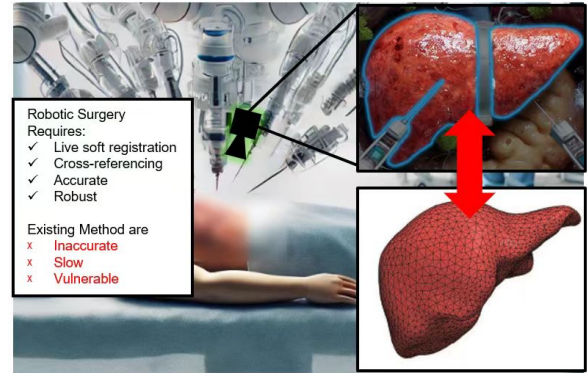 Robotic Surgery
Requires:
✓ Live soft registration
✓ Cross-referencing
✓ Accurate
✓ Robust
Existing Method are
x Inaccurate
x Slow
x Vulnerable